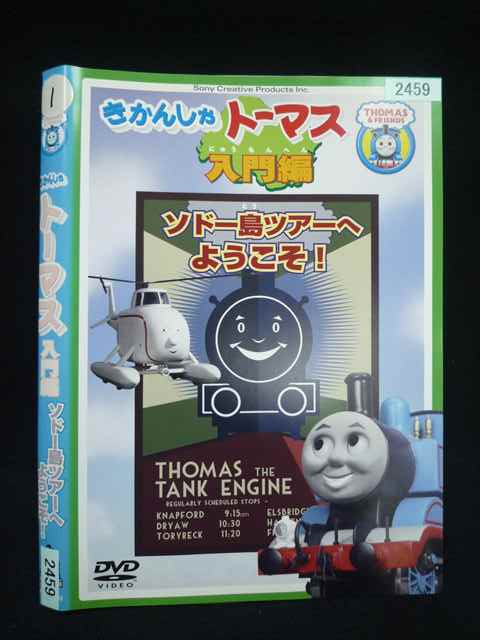 Sony Creative Products Inc.
2459
きかんしゃ トーマス
THOMAS
& FRIENDS
にゅうもんへん
入門編
とう
ソドー島ツアーへ
ようこそ!
THOMAS THE
TANK ENGINE
REGULARLY SCHEDULED STOPS -
KNAPFORD 9.15am ELSBRIDGE
DRYAW 10:30
TORYRECK 11:20
DVD
VIDEO
1
トーマス 入門編 ソドー島ツアーへ
2459